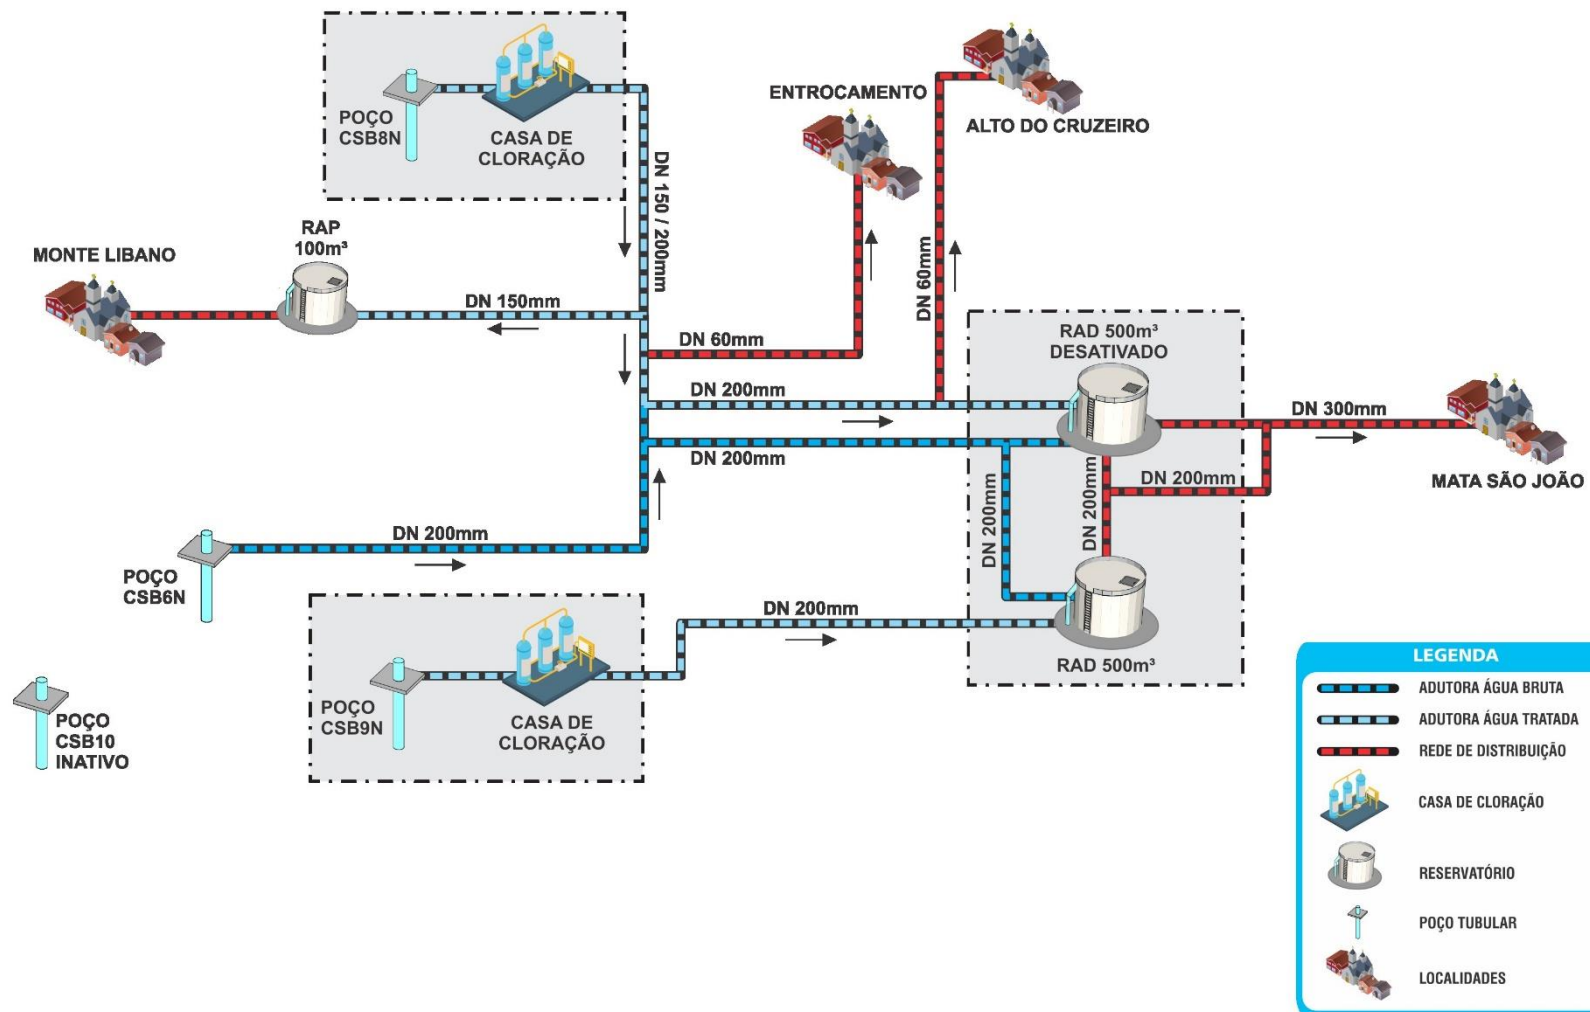 POÇO
CSB8N
CASA DE
CLORAÇÃO
DN 150 / 200mm
ENTROCAMENTO
ALTO DO CRUZEIRO
DN 60mm
MONTE LIBANO
RAP
100m³
DN 150mm
DN 60mm
RAD 500m³
DESATIVADO
DN 200mm
DN 200mm
DN 300mm
MATA SÃO JOÃO
DN 200mm
DN 200mm
DN 200mm
DN 200mm
POÇO
CSB6N
DN 200mm
RAD 500m³
POÇO
CSB9N
CASA DE
CLORAÇÃO
POÇO
CSB10
INATIVO
LEGENDA
ADUTORA ÁGUA BRUTA
ADUTORA ÁGUA TRATADA
REDE DE DISTRIBUIÇÃO
CASA DE CLORAÇÃO
RESERVATÓRIO
POÇO TUBULAR
LOCALIDADES